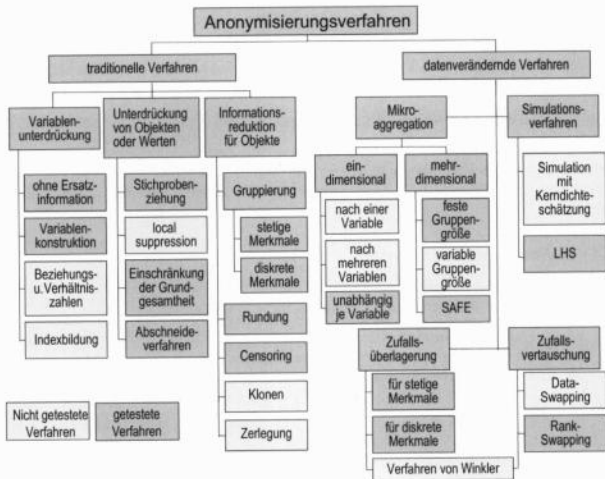 Anonymisierungsverfahren
traditionelle Verfahren
datenverändernde Verfahren
Variablen-
unterdrückung
Unterdrückung
von Objekten
oder Werten
Informations-
reduktion
für Objekte
Mikro-
aggregation
Simulations-
verfahren
ohne Ersatz-
information
Variablen-
konstruktion
Beziehungs-
u.Verhältnis-
zahlen
Indexbildung
Stichproben-
ziehung
local
suppression
Einschränkung
der Grund-
gesamtheit
Abschneide-
verfahren
Gruppierung
stetige
Merkmale
diskrete
Merkmale
Rundung
Censoring
Klonen
Zerlegung
ein-
dimensional
nach einer
Variable
nach
mehreren
Variablen
unabhängig
je Variable
mehr-
dimensional
feste
Gruppen-
größe
variable
Gruppen-
größe
SAFE
Simulation
mit
Kerndichte-
schätzung
LHS
Zufalls-
überlagerung
für stetige
Merkmale
für diskrete
Merkmale
Verfahren von Winkler
Zufalls-
vertauschung
Data-
Swapping
Rank-
Swapping
Nicht getestete
Verfahren
getestete
Verfahren